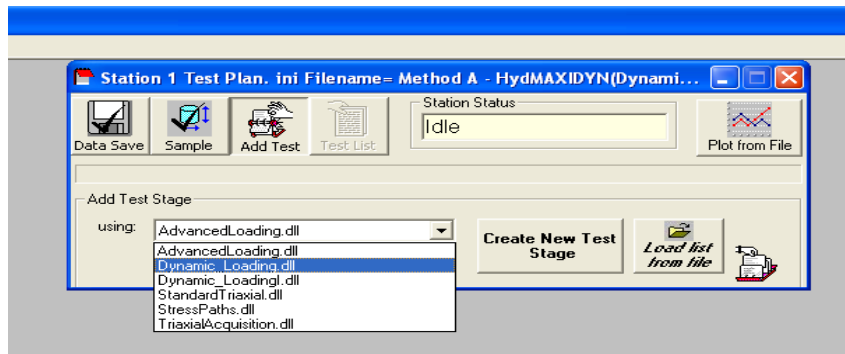 Station 1 Test Plan. ini Filename= Method A - HydMAXIDYN(Dynami...
Station Status
Idle
Data Save
Sample
Add Test
Test List
Plot from File
Add Test Stage
using:
AdvancedLoading.dll
Create New Test
Stage
Load list
from file
AdvancedLoading.dll
Dynamic_Loading.dll
Dynamic_LoadingI.dll
StandardTriaxial.dll
StressPaths.dll
TriaxialAcquisition.dll